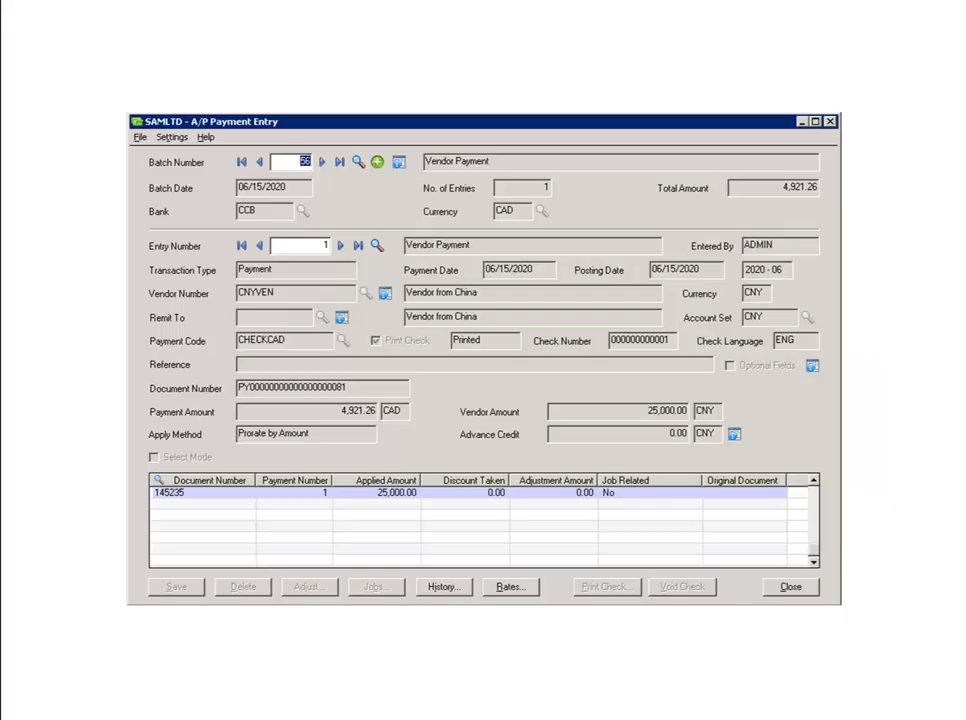 SAMLTD - A/P Payment Entry
File Settings Help
Batch Number 56 Vendor Payment
Batch Date 06/15/2020 No. of Entries 1 Total Amount 4,921.26
Bank CCB Currency CAD
Entry Number 1 Vendor Payment Entered By ADMIN
Transaction Type Payment Payment Date 06/15/2020 Posting Date 06/15/2020 2020 - 06
Vendor Number CNYVEN Vendor from China Currency CNY
Remit To Vendor from China Account Set CNY
Payment Code CHECKCAD Print Check Printed Check Number 000000000001 Check Language ENG
Reference Optional Fields
Document Number PY00000000000000000081
Payment Amount 4,921.26 CAD Vendor Amount 25,000.00 CNY
Apply Method Prorate by Amount Advance Credit 0.00 CNY
Select Mode
Document Number Payment Number Applied Amount Discount Taken Adjustment Amount Job Related Original Document
145235 1 25,000.00 0.00 0.00 No
Save Delete Adjust... Jobs... History... Rates... Print Check... Void Check Close